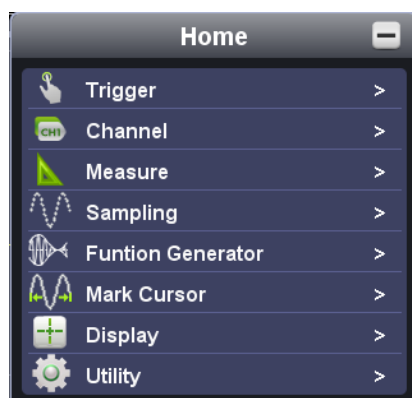 Home
Trigger >
CH1 Channel >
Measure >
Sampling >
Funtion Generator >
Mark Cursor >
Display >
Utility >